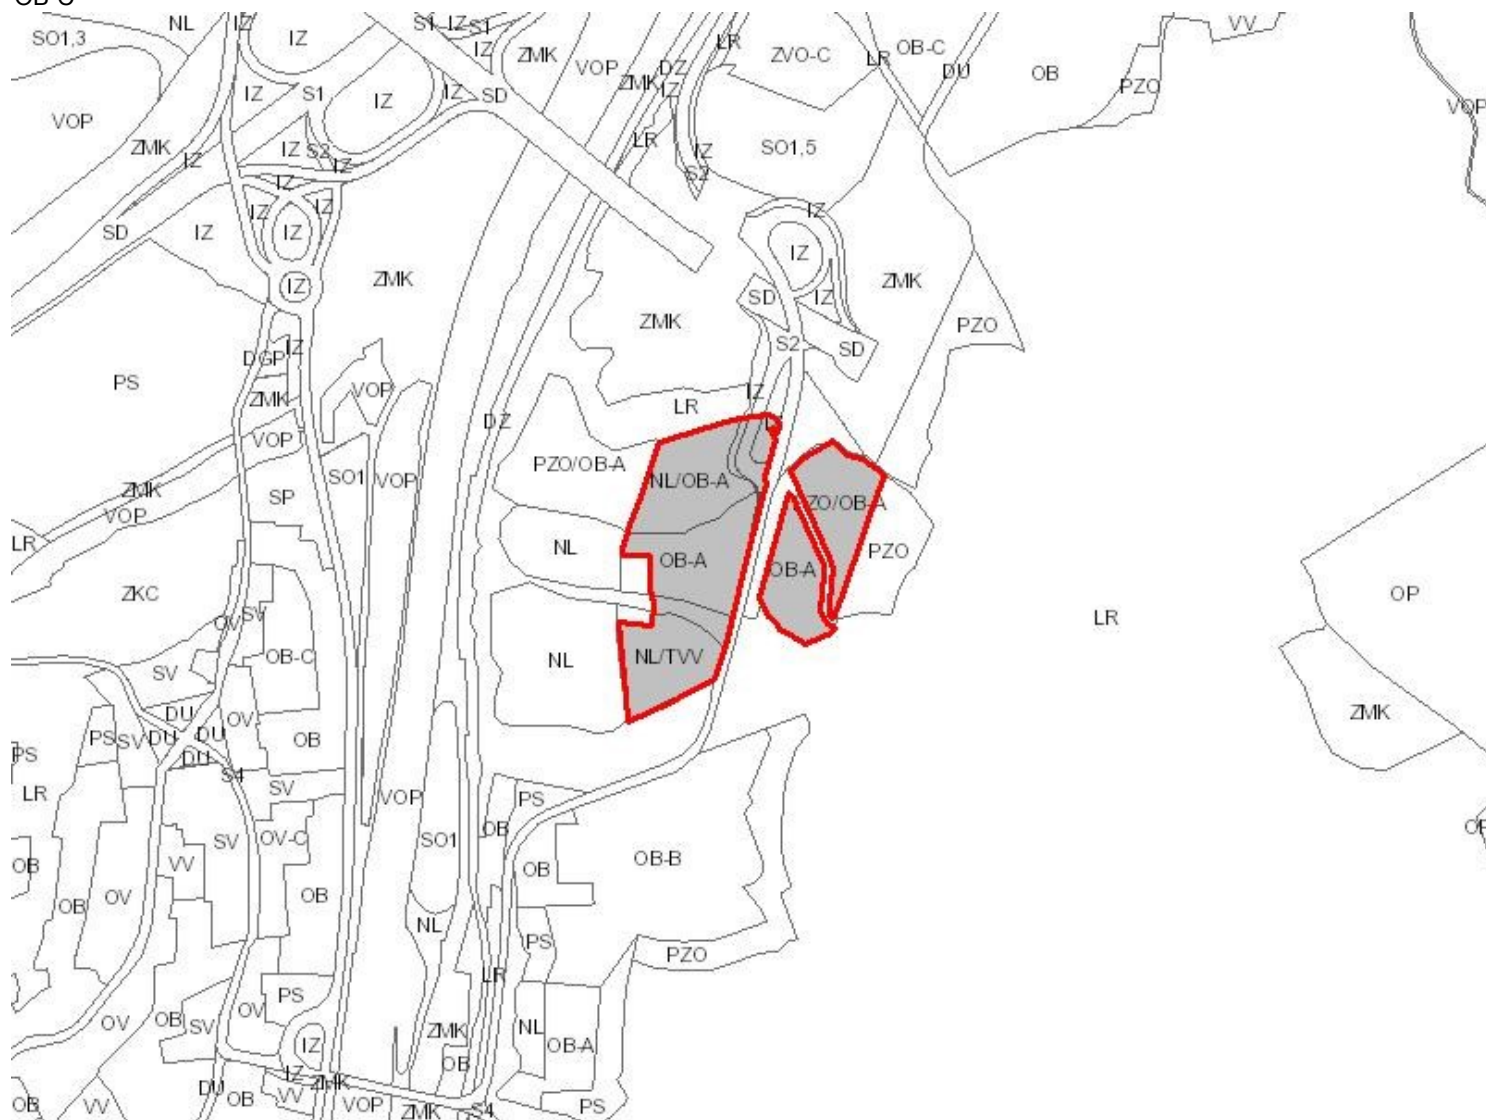 NL
IZ
IZ
S1
IZ
S1
LR
VV
SO1,3
ZMK
VOP
ZMK
DZ
IZ
ZVO-C
LR
OB-C
DU
OB
PZO
IZ
IZ
S1
IZ
IZ
SD
VOP
VOP
ZMK
IZ
IZ
S2
IZ
LR
IZ
S2
SO1,5
IZ
IZ
IZ
IZ
SD
IZ
IZ
IZ
IZ
IZ
ZMK
SD
IZ
ZMK
ZMK
PZO
S2
SD
DGP
IZ
PS
ZMK
VOP
IZ
LR
DZ
VOP
PZO/OB-A
NL/OB-A
ZO/OB-A
SO1
VOP
ZMK
VOP
SP
LR
NL
OB-A
OB-A
PZO
ZKC
OP
OV
SV
LR
OB-C
NL
NL/TVV
SV
DU
OV
ZMK
PS
PS
SV
DU
DU
DU
OB
S4
SV
LR
VOP
PS
OB
SO1
SV
OV-C
OB-B
OB
VV
OB
OV
OB
OB
NL
PS
PZO
LR
PS
OV
OB
SV
OV
NL
ZMK
IZ
OB-A
OB
IZ
ZMK
DU
OB
VV
VOP
ZMK
S4
PS
OB
VV